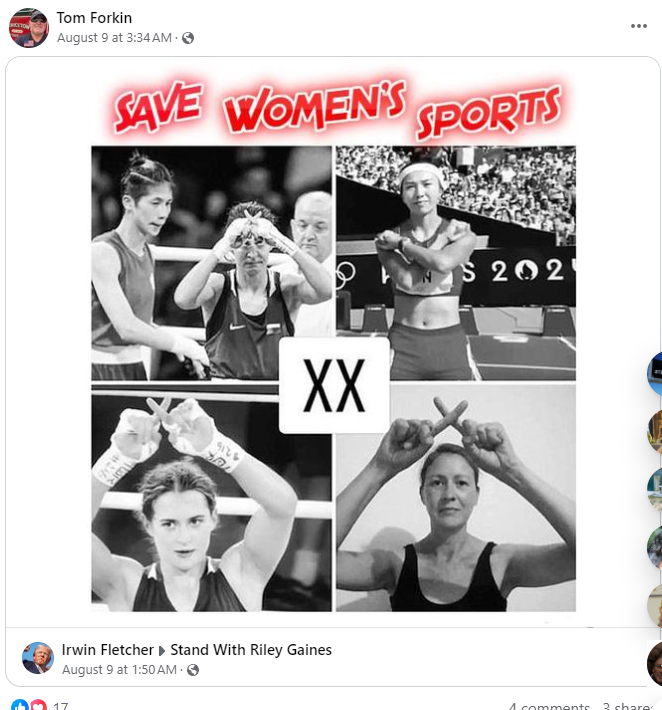 Tom Forkin
August 9 at 3:34 AM ·
SAVE WOMEN'S SPORTS
S 2024
XX
Irwin Fletcher ▸ Stand With Riley Gaines
August 9 at 1:50 AM ·
17
4 comments 3 shares